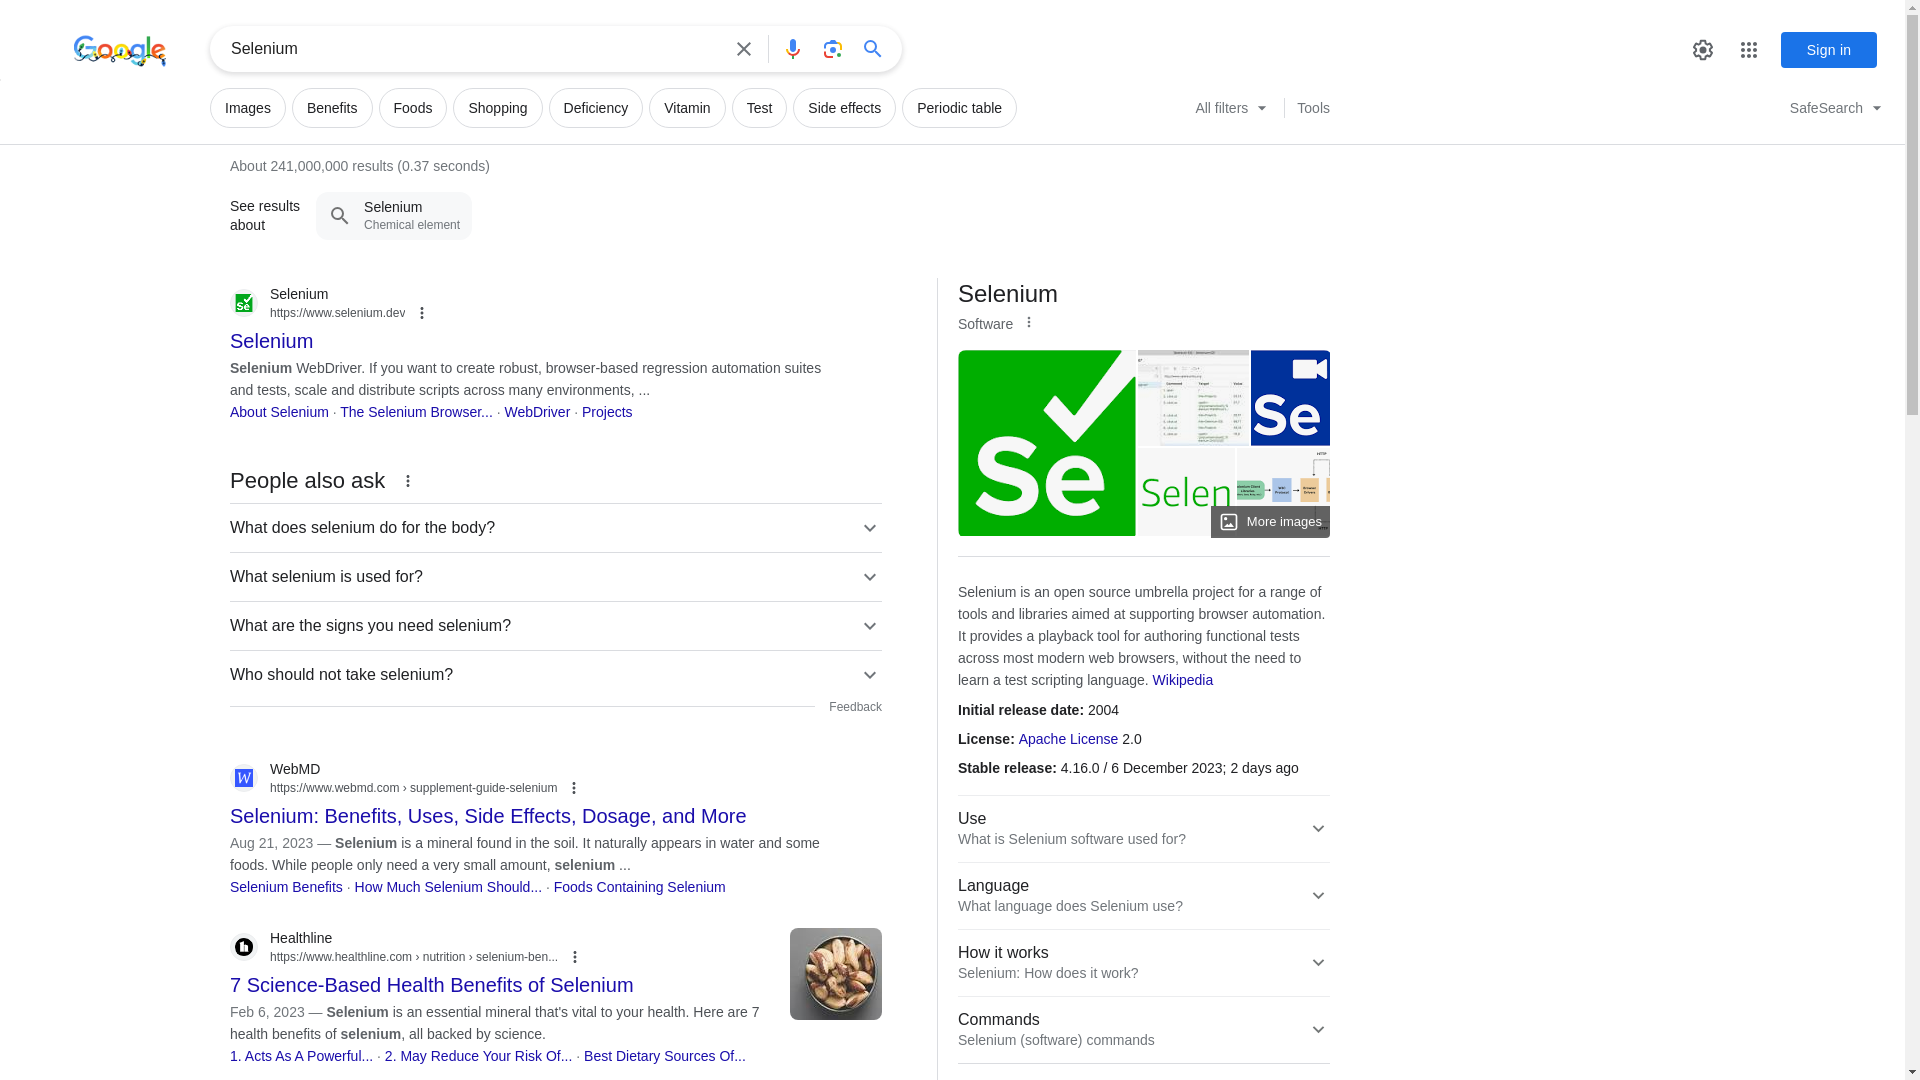 Google
Selenium
Sign in
Images
Benefits
Foods
Shopping
Deficiency
Vitamin
Test
Side effects
Periodic table
All filters
Tools
SafeSearch
About 241,000,000 results (0.37 seconds)
See results
about
Selenium
Chemical element
Se
Selenium
https://www.selenium.dev
Selenium
Selenium WebDriver. If you want to create robust, browser-based regression automation suites
and tests, scale and distribute scripts across many environments, ...
About Selenium · The Selenium Browser... · WebDriver · Projects
People also ask
What does selenium do for the body?
What selenium is used for?
What are the signs you need selenium?
Who should not take selenium?
Feedback
W
WebMD
https://www.webmd.com › supplement-guide-selenium
Selenium: Benefits, Uses, Side Effects, Dosage, and More
Aug 21, 2023 — Selenium is a mineral found in the soil. It naturally appears in water and some
foods. While people only need a very small amount, selenium ...
Selenium Benefits · How Much Selenium Should... · Foods Containing Selenium
Healthline
https://www.healthline.com › nutrition › selenium-ben...
7 Science-Based Health Benefits of Selenium
Feb 6, 2023 — Selenium is an essential mineral that's vital to your health. Here are 7
health benefits of selenium, all backed by science.
1. Acts As A Powerful... · 2. May Reduce Your Risk Of... · Best Dietary Sources Of...
Selenium
Software
Se
Se
Selen
More images
Selenium is an open source umbrella project for a range of
tools and libraries aimed at supporting browser automation.
It provides a playback tool for authoring functional tests
across most modern web browsers, without the need to
learn a test scripting language. Wikipedia
Initial release date: 2004
License: Apache License 2.0
Stable release: 4.16.0 / 6 December 2023; 2 days ago
Use
What is Selenium software used for?
Language
What language does Selenium use?
How it works
Selenium: How does it work?
Commands
Selenium (software) commands